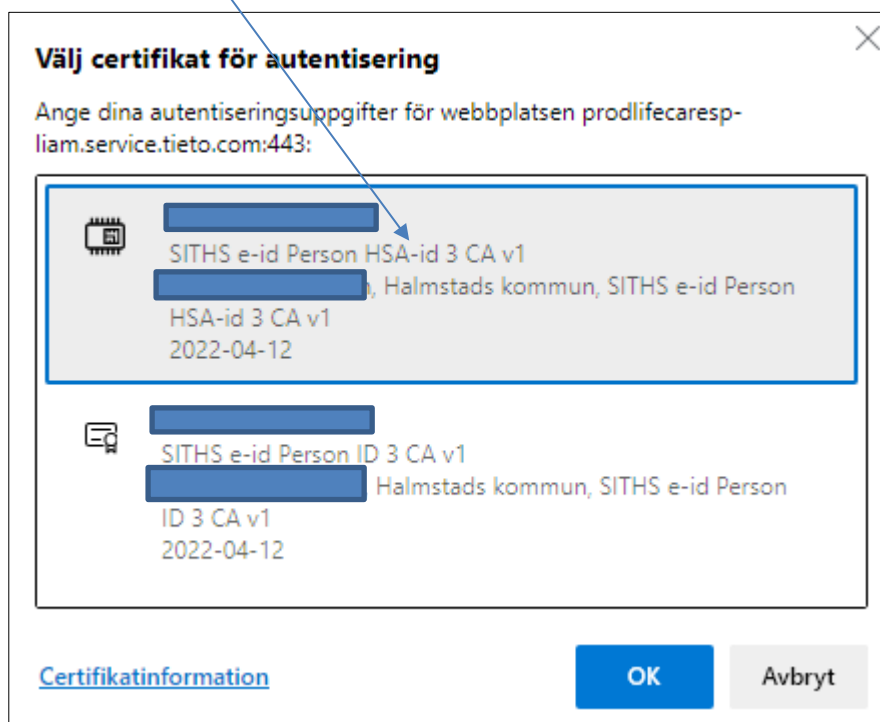 Välj certifikat för autentisering
Ange dina autentiseringsuppgifter för webbplatsen prodlifecaresp-
liam.service.tieto.com:443:
SITHS e-id Person HSA-id 3 CA v1
, Halmstads kommun, SITHS e-id Person
HSA-id 3 CA v1
2022-04-12
SITHS e-id Person ID 3 CA v1
Halmstads kommun, SITHS e-id Person
ID 3 CA v1
2022-04-12
Certifikatinformation
OK
Avbryt